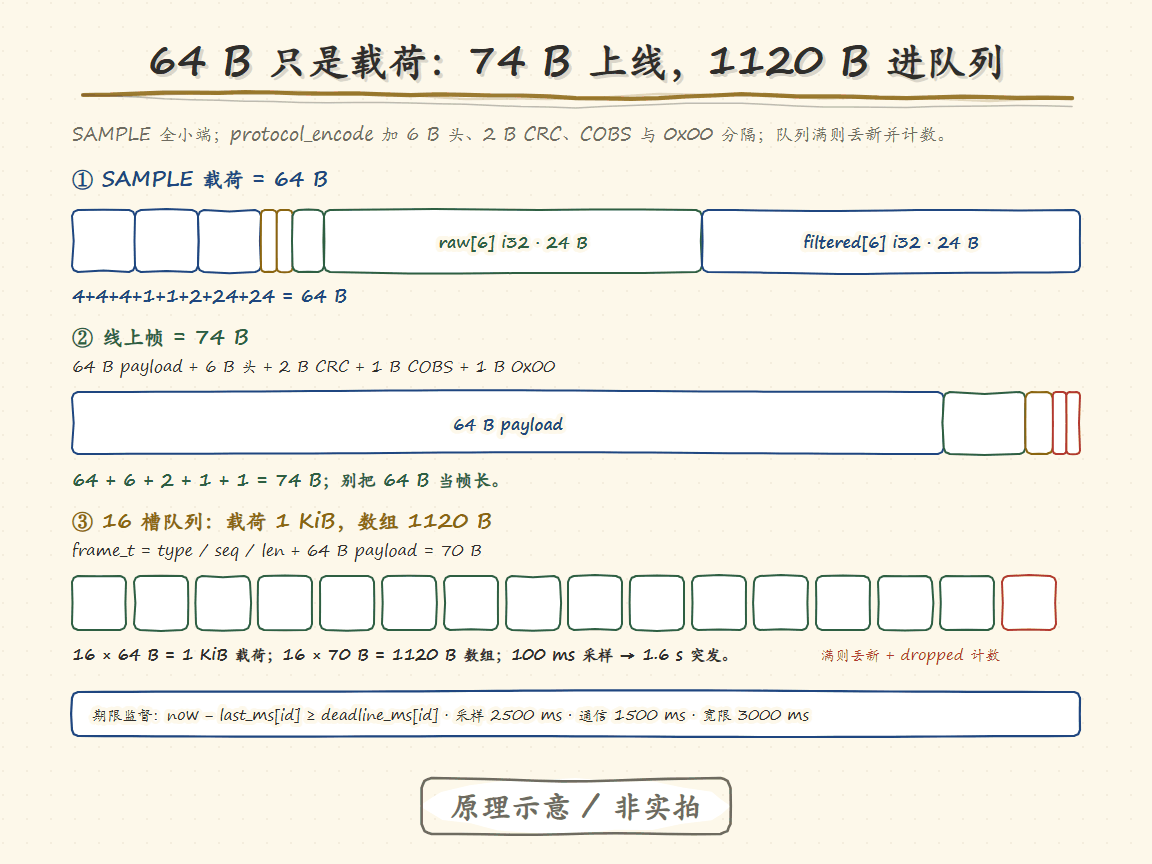 64 B 只是载荷：74 B 上线，1120 B 进队列
SAMPLE 全小端；protocol_encode 加 6 B 头、2 B CRC、COBS 与 0x00 分隔；队列满则丢新并计数。
① SAMPLE 载荷 = 64 B
raw[6] i32 · 24 B
filtered[6] i32 · 24 B
4+4+4+1+1+2+24+24 = 64 B
② 线上帧 = 74 B
64 B payload + 6 B 头 + 2 B CRC + 1 B COBS + 1 B 0x00
64 B payload
64 + 6 + 2 + 1 + 1 = 74 B；别把 64 B 当帧长。
③ 16 槽队列：载荷 1 KiB，数组 1120 B
frame_t = type / seq / len + 64 B payload = 70 B
16 × 64 B = 1 KiB 载荷；16 × 70 B = 1120 B 数组；100 ms 采样 → 1.6 s 突发。
满则丢新 + dropped 计数
期限监督：now − last_ms[id] ≥ deadline_ms[id] · 采样 2500 ms · 通信 1500 ms · 宽限 3000 ms
原理示意 / 非实拍